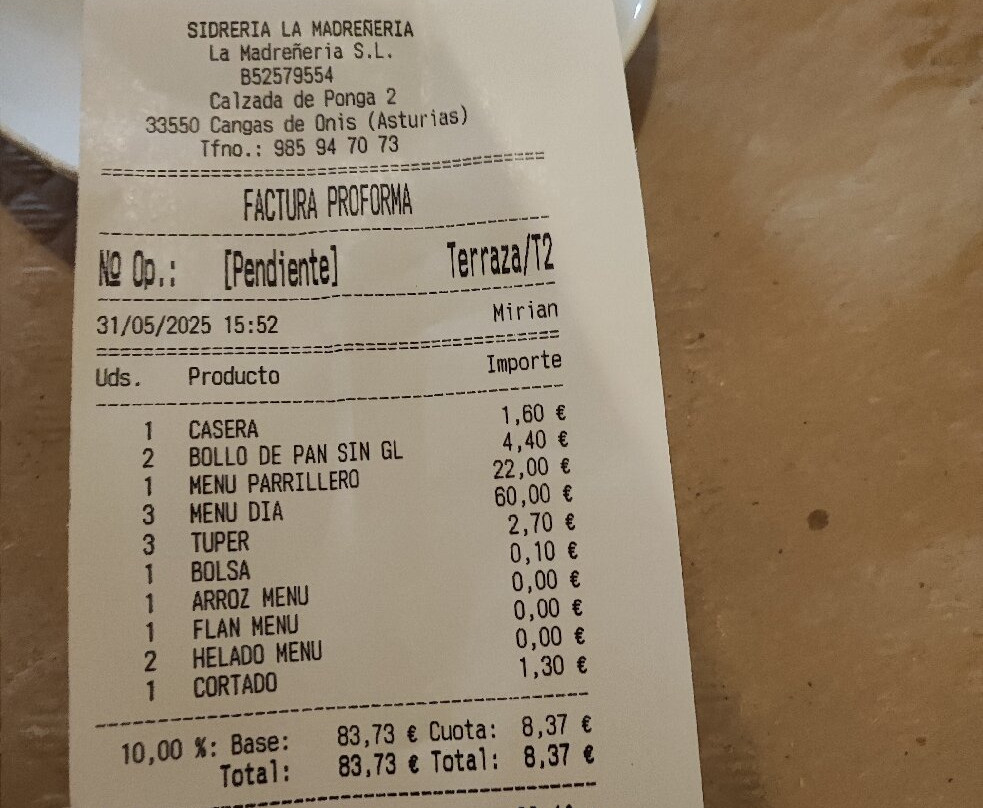 SIDRERIA LA MADREÑERIA
La Madreñeria S.L.
B52579554
Calzada de Ponga 2
33550 Cangas de Onis (Asturias)
Tfno.: 985 94 70 73
FACTURA PROFORMA
Nº Op.: [Pendiente] Terraza/T2
31/05/2025 15:52 Mirian
Uds. Producto Importe
1 CASERA 1,60 €
2 BOLLO DE PAN SIN GL 4,40 €
1 MENU PARRILLERO 22,00 €
3 MENU DIA 60,00 €
3 TUPER 2,70 €
1 BOLSA 0,10 €
1 ARROZ MENU 0,00 €
1 FLAN MENU 0,00 €
2 HELADO MENU 0,00 €
1 CORTADO 1,30 €
10,00 %: Base: 83,73 € Cuota: 8,37 €
Total: 83,73 € Total: 8,37 €